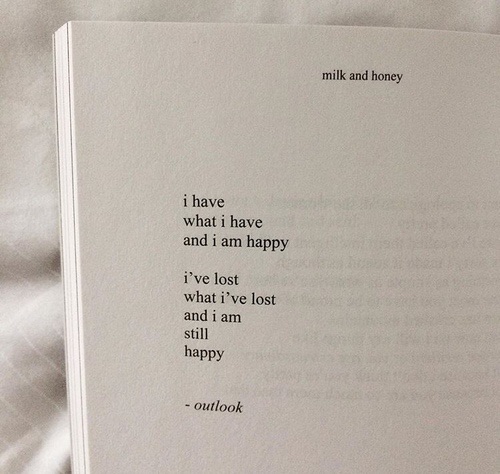 milk and honey
i have
what i have
and i am happy
i've lost
what i've lost
and i am
still
happy
- outlook